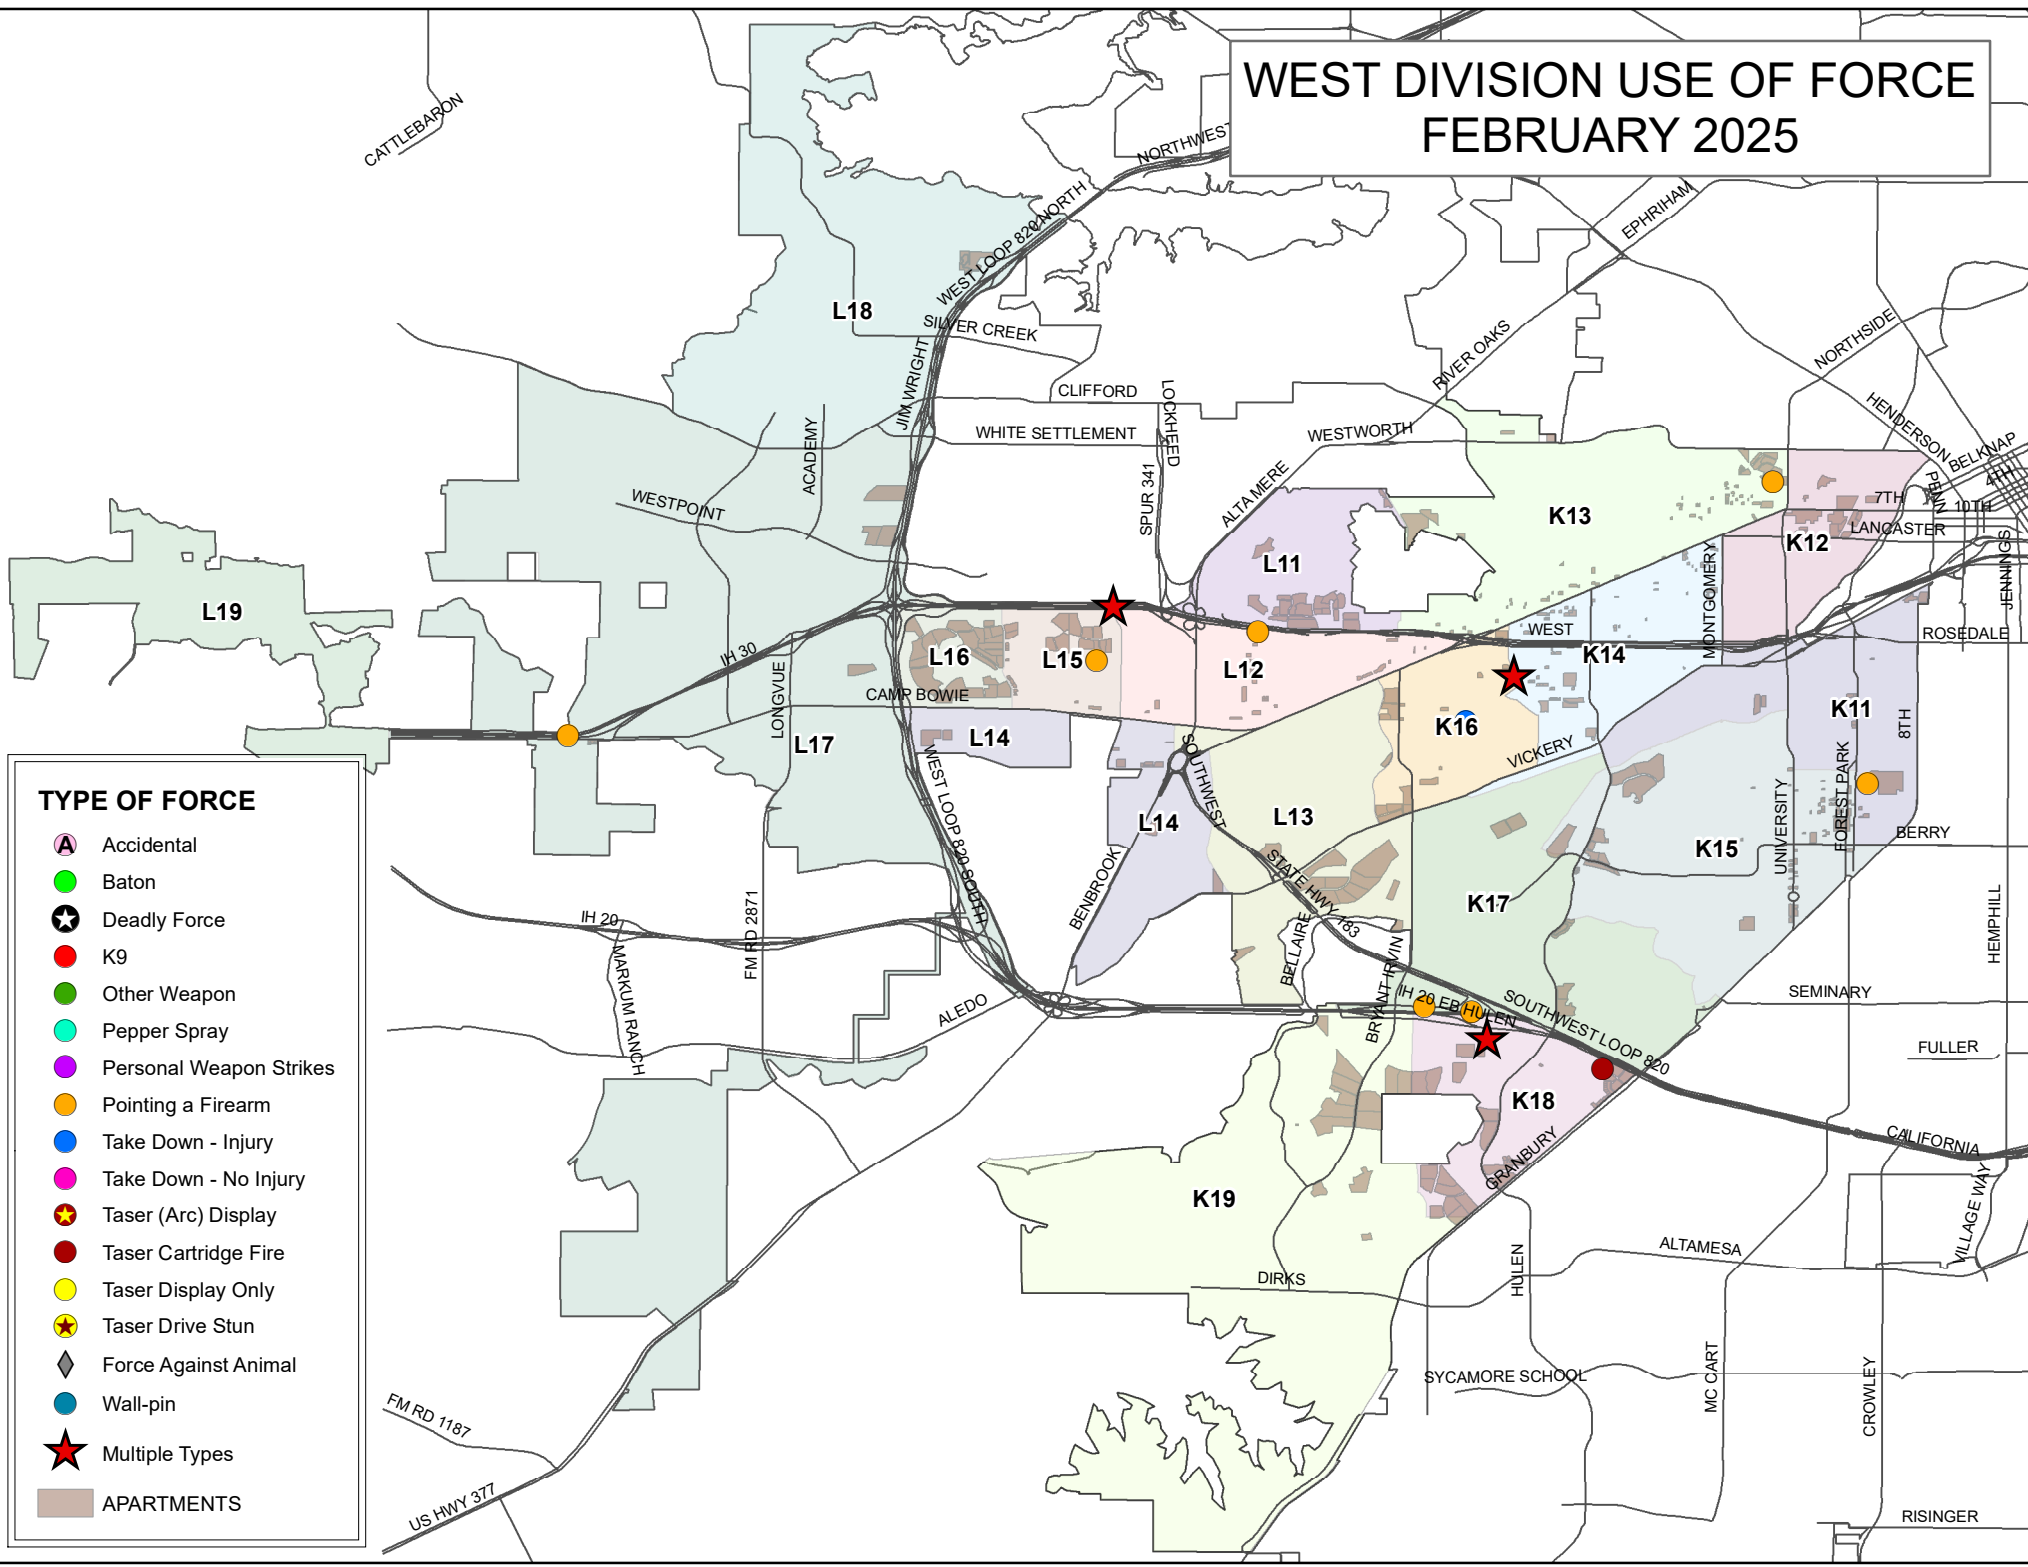 WEST DIVISION USE OF FORCE
FEBRUARY 2025
CATTLEBARON
NORTHWEST
EPHRIHAM
WEST LOOP 820 NORTH
L18
SILVER CREEK
NORTHSIDE
RIVER OAKS
JIM WRIGHT
CLIFFORD
LOCKHEED
HENDERSON
WHITE SETTLEMENT
WESTWORTH
BELKNAP
ACADEMY
4TH
PENN
SPUR 341
ALTA MERE
7TH
10TH
WESTPOINT
K13
LANCASTER
K12
L11
MONTGOMERY
JENNINGS
L19
WEST
ROSEDALE
IH 30
L16
L15
L12
K14
LONGVUE
CAMP BOWIE
K16
K11
8TH
L17
L14
SOUTHWEST
VICKERY
WEST LOOP 820 SOUTH
L14
L13
UNIVERSITY
FOREST PARK
BERRY
K15
STATE HWY 183
BENBROOK
K17
IH 20
FM RD 2871
MARKUM RANCH
BELLAIRE
BRYANT IRVIN
HEMPHILL
ALEDO
IH 20 EB
HULEN
SOUTHWEST LOOP 820
SEMINARY
FULLER
K18
CALIFORNIA
GRANBURY
K19
VILLAGE WAY
HULEN
ALTAMESA
DIRKS
SYCAMORE SCHOOL
MC CART
CROWLEY
FM RD 1187
US HWY 377
RISINGER
TYPE OF FORCE
A Accidental
Baton
Deadly Force
K9
Other Weapon
Pepper Spray
Personal Weapon Strikes
Pointing a Firearm
Take Down - Injury
Take Down - No Injury
Taser (Arc) Display
Taser Cartridge Fire
Taser Display Only
Taser Drive Stun
Force Against Animal
Wall-pin
Multiple Types
APARTMENTS